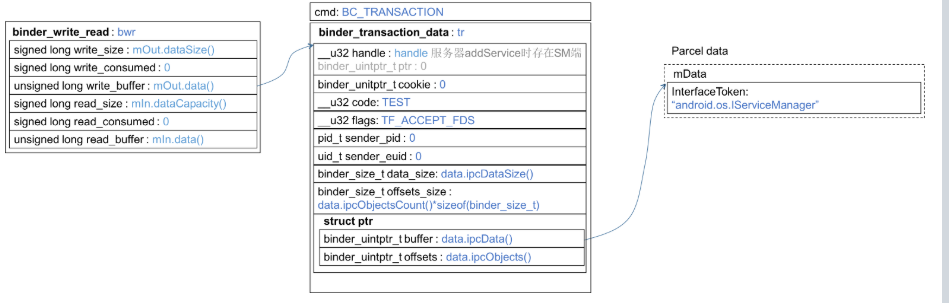 binder_write_read : bwr
signed long write_size : mOut.dataSize()
signed long write_consumed : 0
unsigned long write_buffer : mOut.data()
signed long read_size : mIn.dataCapacity()
signed long read_consumed : 0
unsigned long read_buffer : mIn.data()
cmd: BC_TRANSACTION
binder_transaction_data : tr
__u32 handle : handle 服务器addService时存在SM端
binder_uintptr_t ptr : 0
binder_unitptr_t cookie : 0
__u32 code: TEST
__u32 flags: TF_ACCEPT_FDS
pid_t sender_pid : 0
uid_t sender_euid : 0
binder_size_t data_size: data.ipcDataSize()
binder_size_t offsets_size :
data.ipcObjectsCount()*sizeof(binder_size_t)
struct ptr
binder_uintptr_t buffer : data.ipcData()
binder_uintptr_t offsets : data.ipcObjects()
Parcel data
mData
InterfaceToken:
“android.os.IServiceManager”